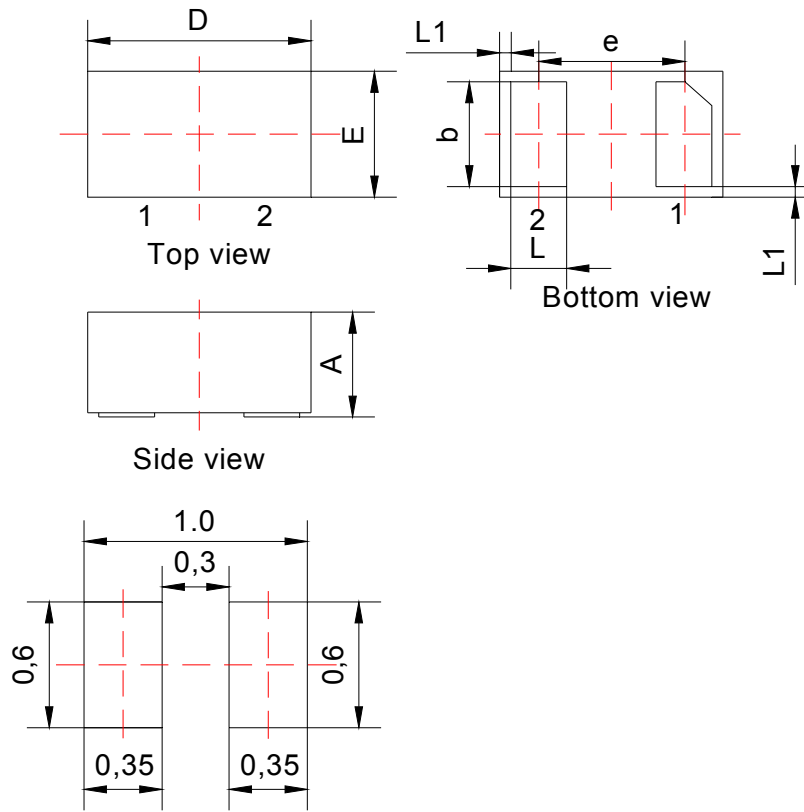 D
E
1 2
Top view
L1
e
b
2
1
L
L1
Bottom view
A
Side view
1.0
0,3
0,6
0,6
0,35
0,35